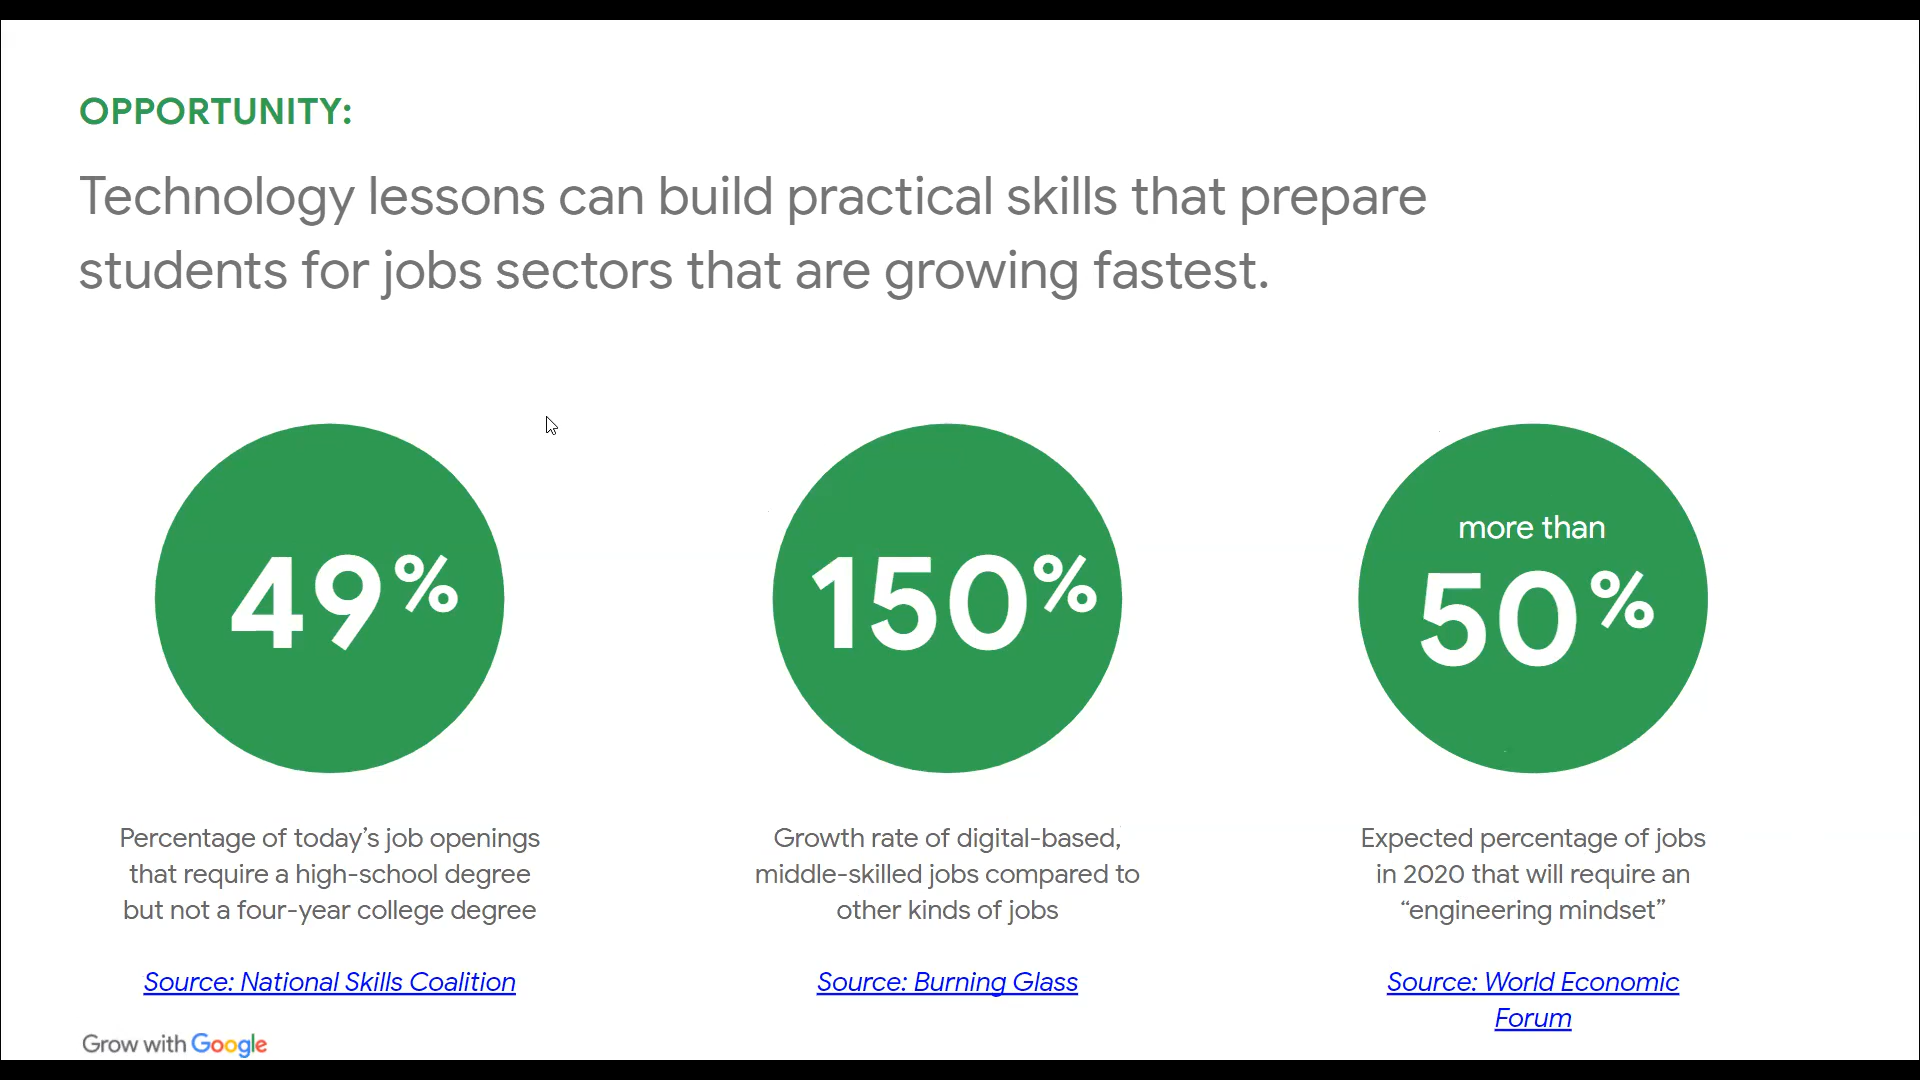 OPPORTUNITY:
Technology lessons can build practical skills that prepare
students for jobs sectors that are growing fastest.
49%
Percentage of today’s job openings
that require a high-school degree
but not a four-year college degree
Source: National Skills Coalition
150%
Growth rate of digital-based,
middle-skilled jobs compared to
other kinds of jobs
Source: Burning Glass
more than
50%
Expected percentage of jobs
in 2020 that will require an
“engineering mindset”
Source: World Economic
Forum
Grow with Google